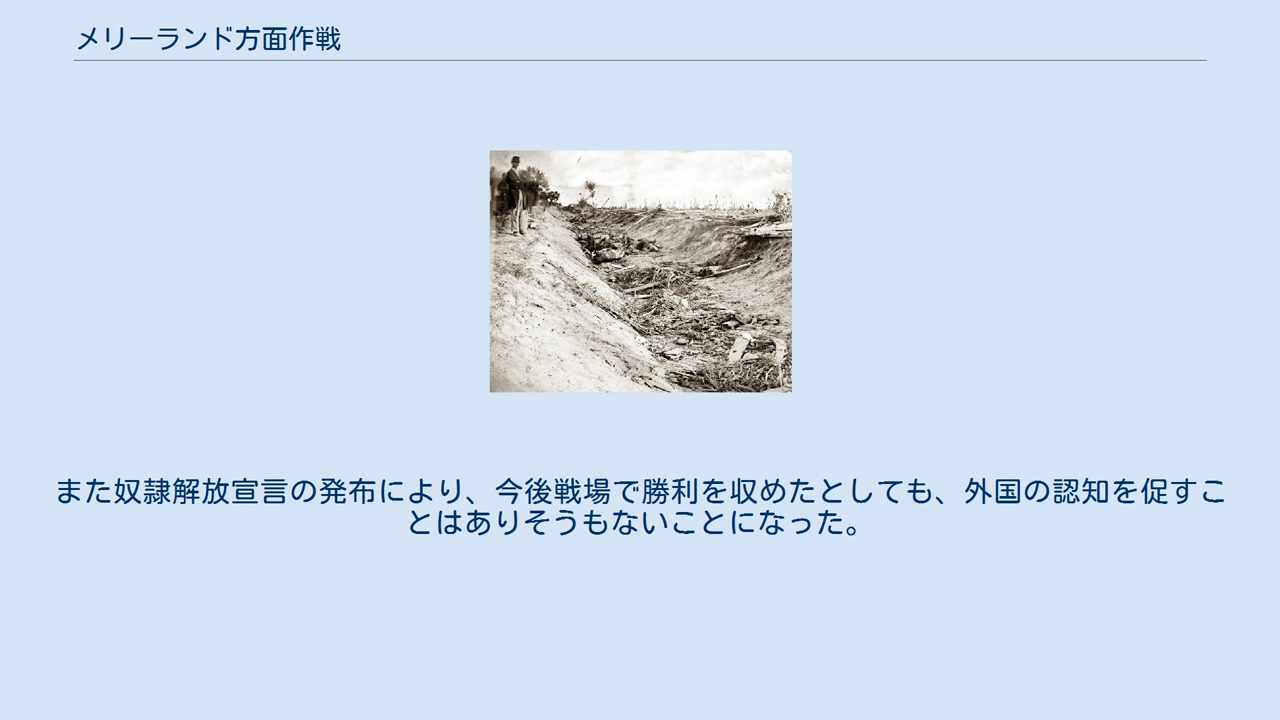 メリーランド方面作戦
また奴隷解放宣言の発布により、今後戦場で勝利を収めたとしても、外国の認知を促すこ
とはありそうもないことになった。